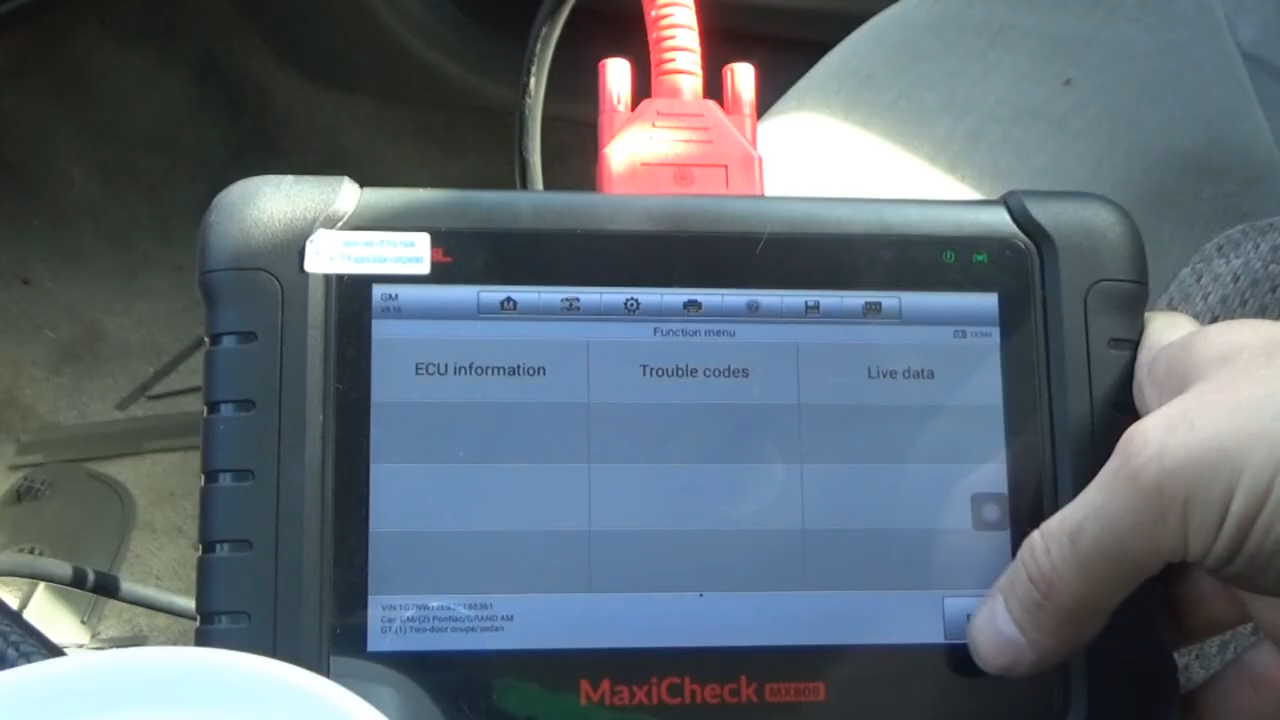 GM
Function menu
ECU information
Trouble codes
Live data
Car: GM/(2) Pontiac/GRAND AM
GT (1) Two-door coupe/sedan
MaxiCheck MX808